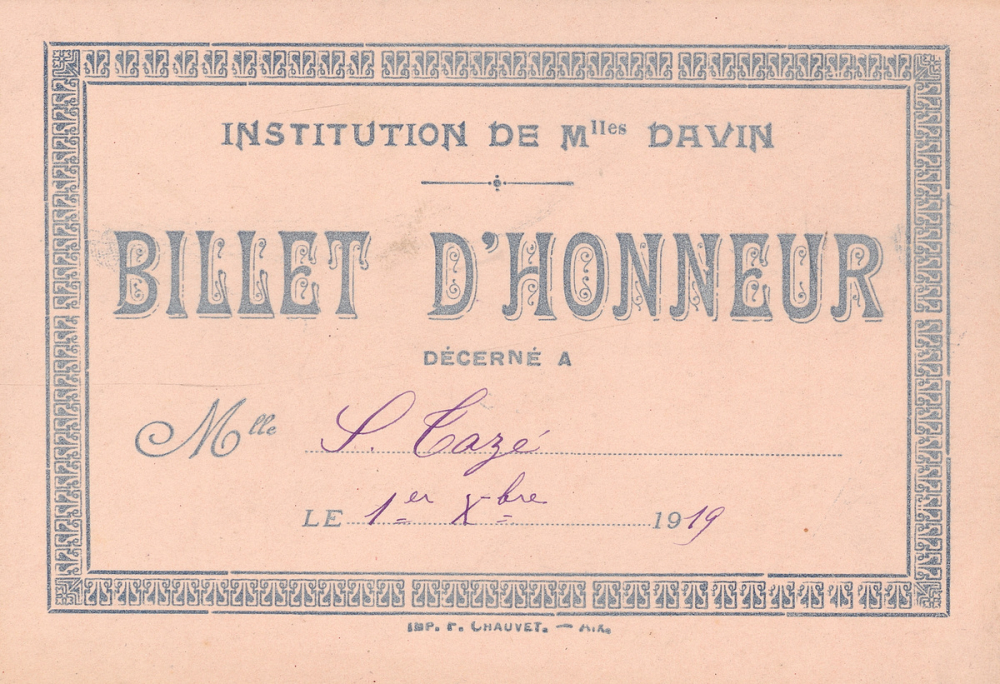 INSTITUTION DE Mlles DAVIN
BILLET D'HONNEUR
DÉCERNÉ A
Mlle S. Cazé
LE 1er Xbre 1919
IMP. F. CHAUVET. — AIX.